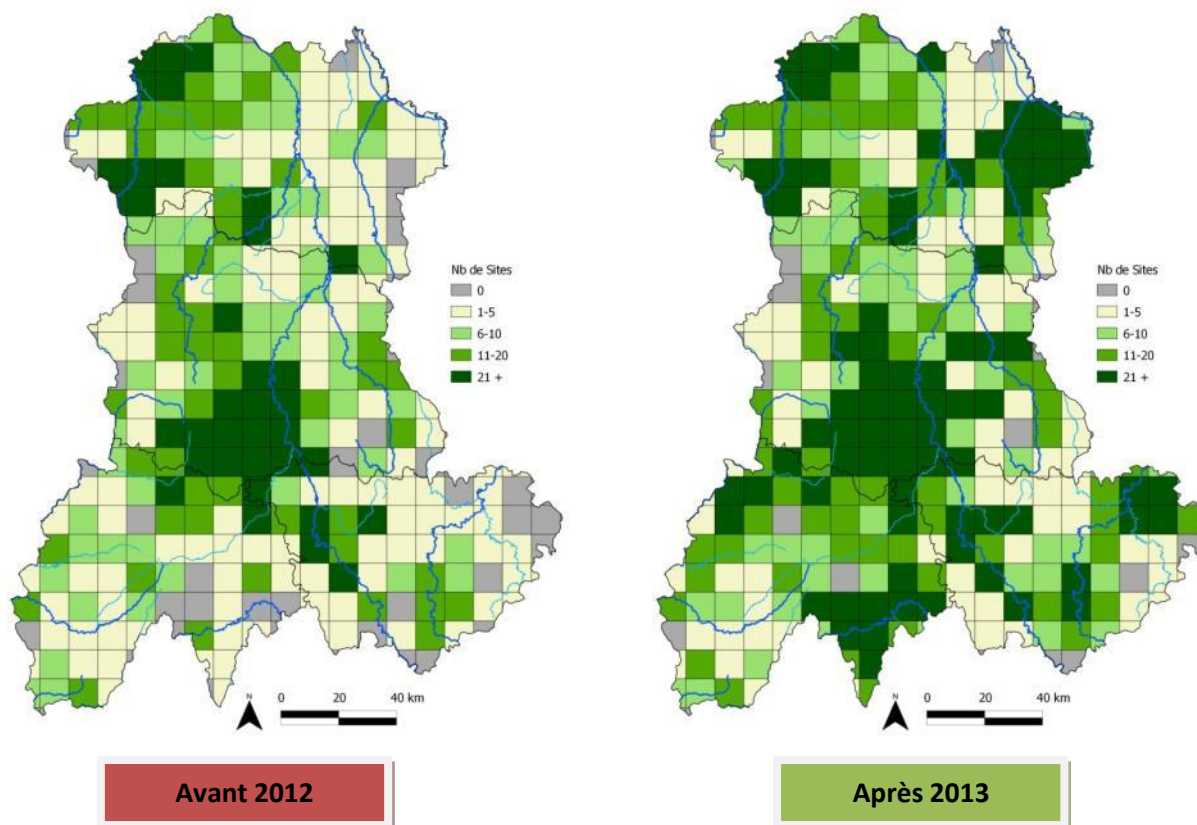 Nb de Sites
0
1-5
6-10
11-20
21 +
N
0 20 40 km
Avant 2012
Nb de Sites
0
1-5
6-10
11-20
21 +
N
0 20 40 km
Après 2013